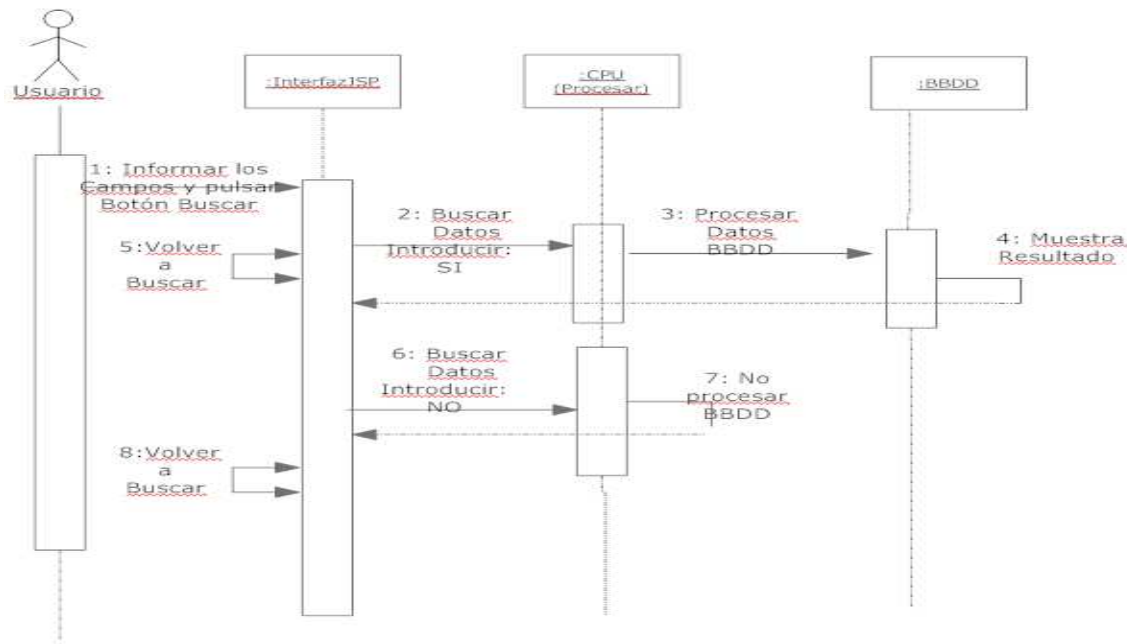 Usuario
:InterfazJSP
:CPU
(Procesar)
:BBDD
1: Informar los
Campos y pulsar
Botón Buscar
2: Buscar
Datos
Introducir:
SI
3: Procesar
Datos
BBDD
4: Muestra
Resultado
5:Volver
a
Buscar
6: Buscar
Datos
Introducir:
NO
7: No
procesar
BBDD
8:Volver
a
Buscar